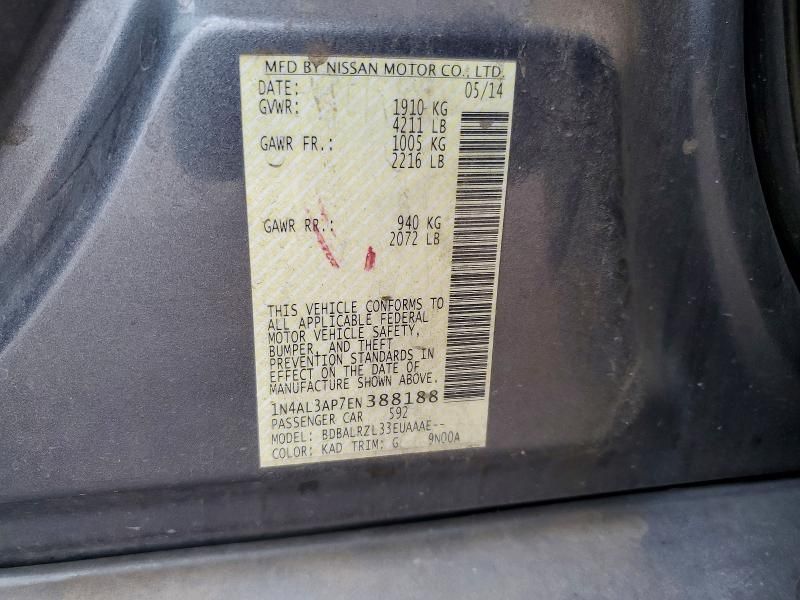 MFD BY NISSAN MOTOR CO., LTD.
DATE: 05/14
GVWR: 1910 KG
4211 LB
GAWR FR.: 1005 KG
2216 LB
GAWR RR.: 940 KG
2072 LB
THIS VEHICLE CONFORMS TO
ALL APPLICABLE FEDERAL
MOTOR VEHICLE SAFETY,
BUMPER, AND THEFT
PREVENTION STANDARDS IN
EFFECT ON THE DATE OF
MANUFACTURE SHOWN ABOVE.
1N4AL3AP7EN388188
PASSENGER CAR 592
MODEL: BDBALRZL33EUAAAE--
COLOR: KAD TRIM: G 9N00A